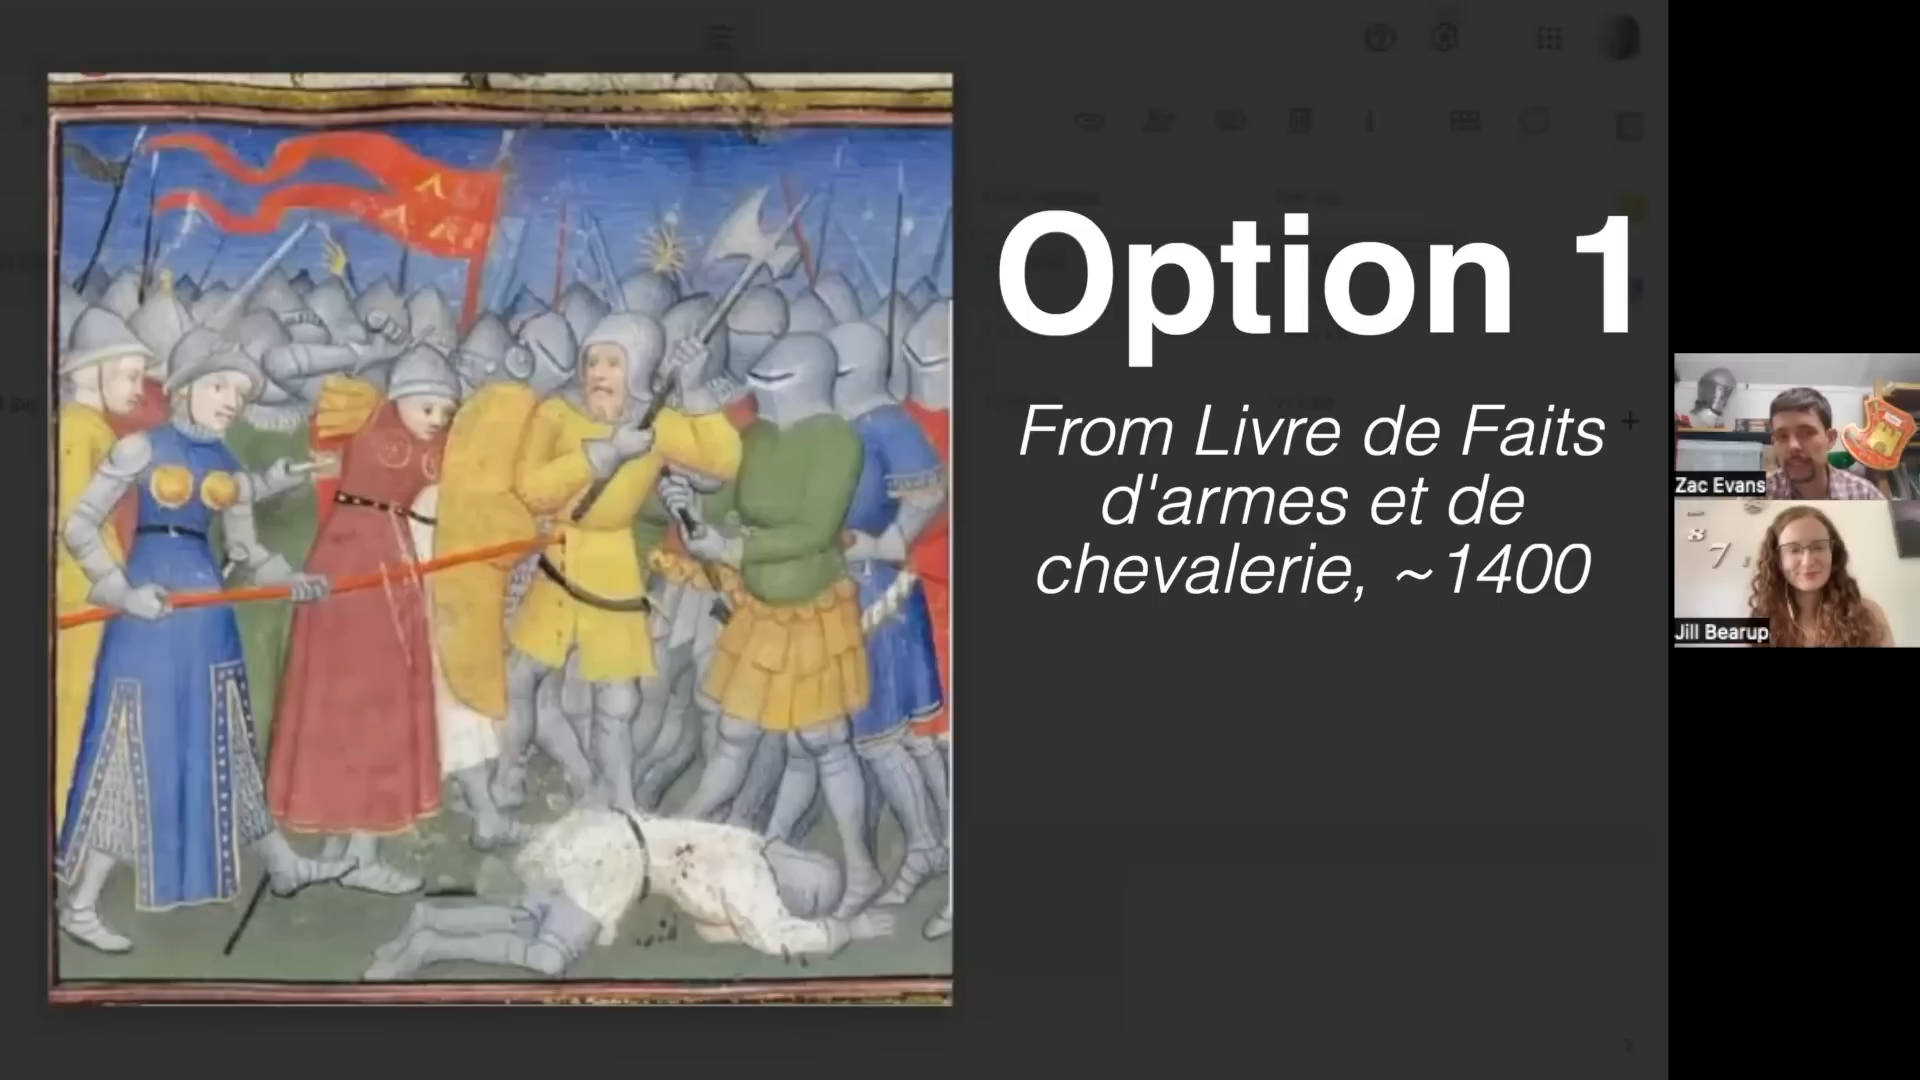 Option 1
From Livre de Faits
d'armes et de
chevalerie, ~1400
Zac Evans
Jill Bearup